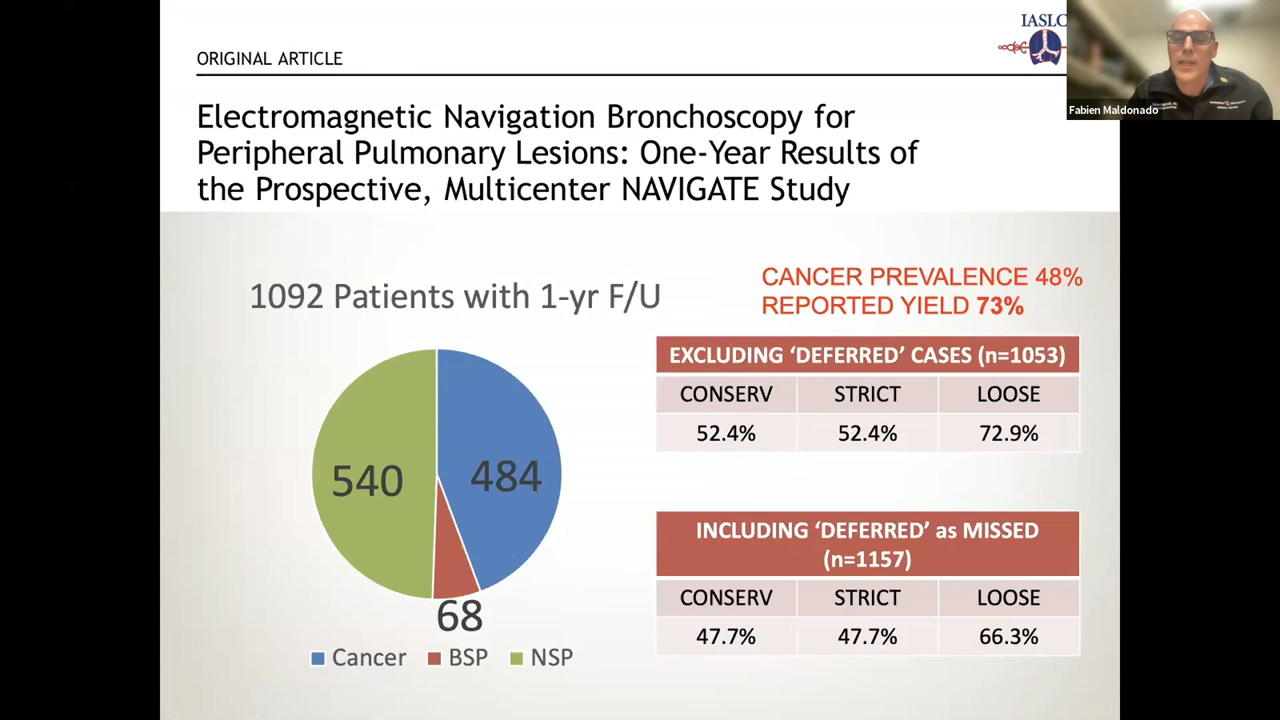 IASLC
ORIGINAL ARTICLE
Fabien Maldonado
Electromagnetic Navigation Bronchoscopy for
Peripheral Pulmonary Lesions: One-Year Results of
the Prospective, Multicenter NAVIGATE Study
1092 Patients with 1-yr F/U
CANCER PREVALENCE 48%
REPORTED YIELD 73%
540
484
68
Cancer BSP NSP
EXCLUDING ‘DEFERRED’ CASES (n=1053)
CONSERV STRICT LOOSE
52.4% 52.4% 72.9%
INCLUDING ‘DEFERRED’ as MISSED
(n=1157)
CONSERV STRICT LOOSE
47.7% 47.7% 66.3%